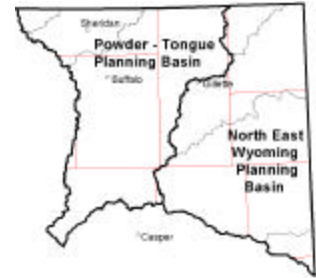 Sheridan
Powder - Tongue
Planning Basin
Buffalo
Gillette
North East
Wyoming
Planning
Basin
Casper